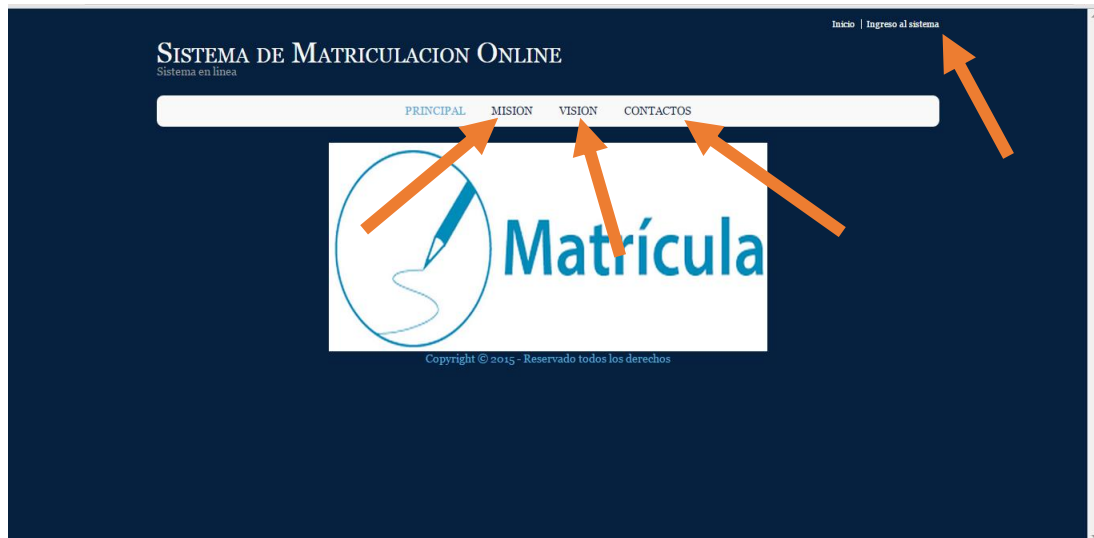 Inicio | Ingreso al sistema
SISTEMA DE MATRICULACION ONLINE
Sistema en linea
PRINCIPAL MISION VISION CONTACTOS
Matrícula
Copyright © 2015 - Reservado todos los derechos